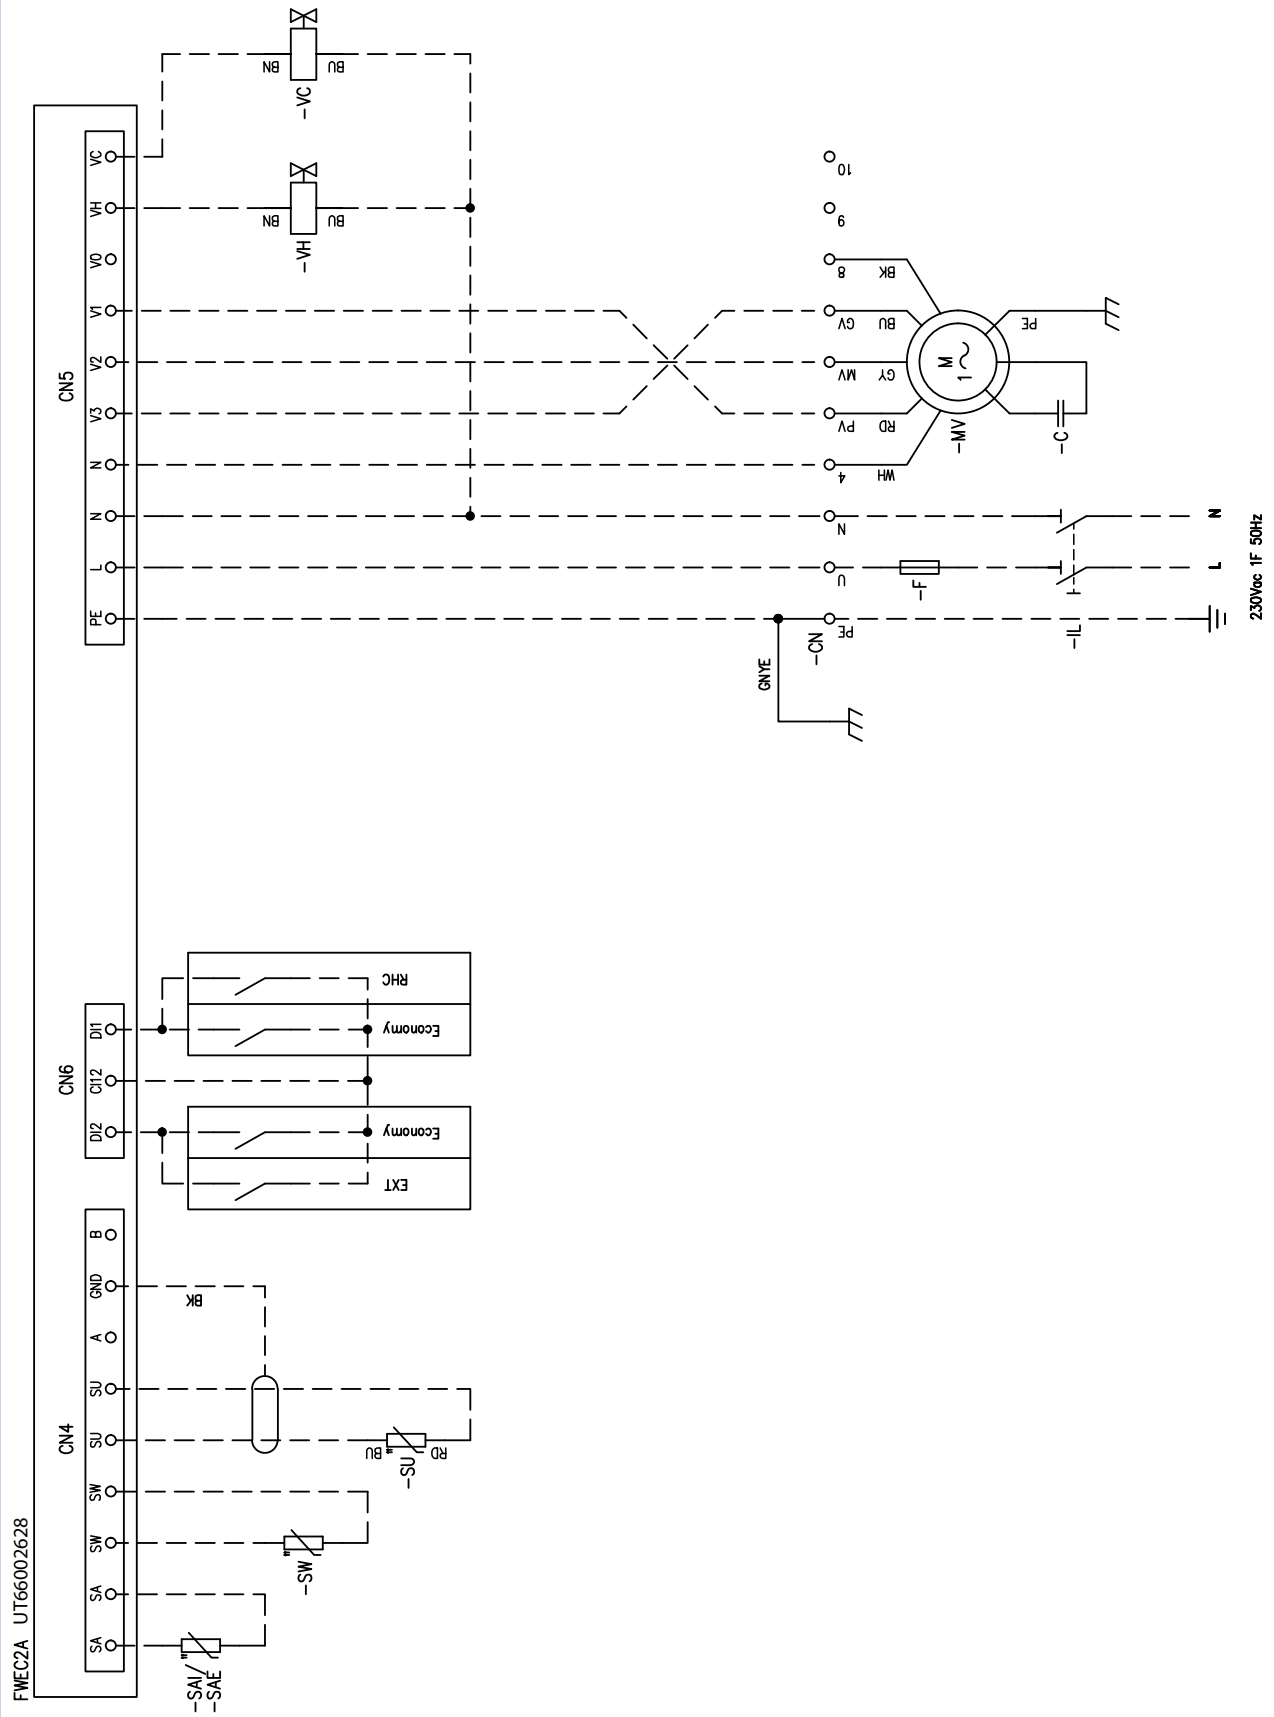 FWEC2A UT66002628
CN4
SA
SA
SW
SW
SU
SU
A
GND
B
CN6
DI2
CI12
DI1
CN5
PE
L
N
N
V3
V2
V1
V0
VH
VC
-SAI/
-SAE
-SW
-SU
BU
RD
BK
EXT
Economy
Economy
RHC
BN
BU
-VH
BN
BU
-VC
GNYE
-CN
PE
U
N
4
PV
MV
GV
8
9
10
WH
RD
GY
BU
BK
-F
-MV
M
1
PE
-C
-IL
L
N
230Vac 1F 50Hz